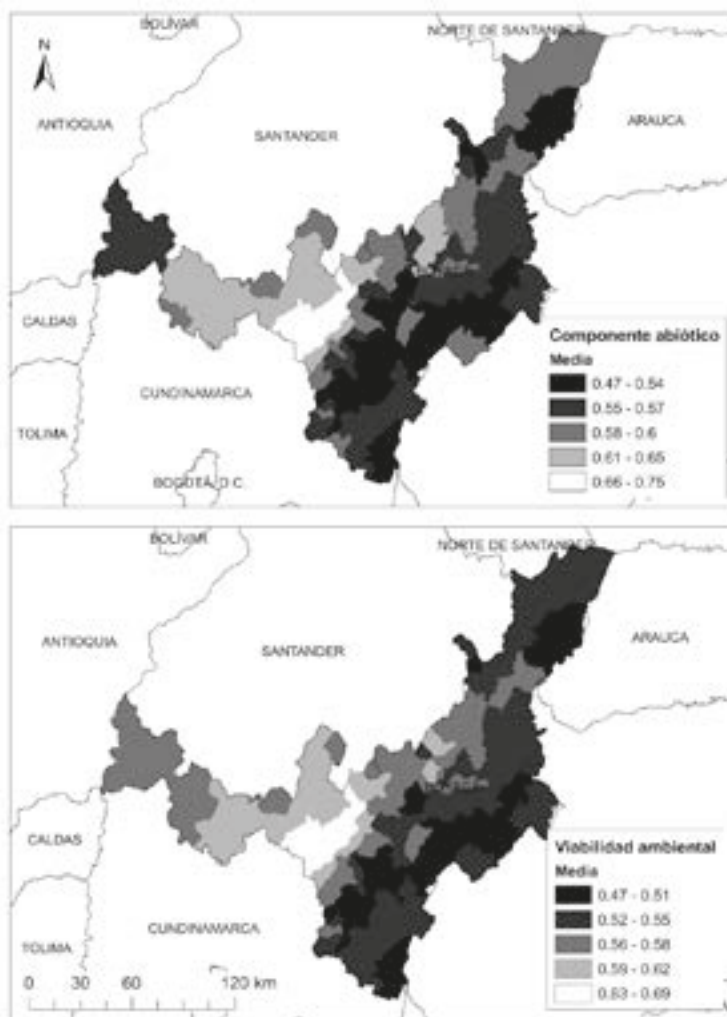 BOLÍVAR
NORTE DE SANTANDER
N
ANTIOQUIA
SANTANDER
ARAUCA
CALDAS
CUNDINAMARCA
TOLIMA
BOGOTÁ, D.C.
Componente abiótico
Media
0.47 - 0.54
0.55 - 0.57
0.58 - 0.6
0.61 - 0.65
0.66 - 0.75
BOLÍVAR
NORTE DE SANTANDER
ANTIOQUIA
SANTANDER
ARAUCA
CALDAS
CUNDINAMARCA
TOLIMA
0 30 60 120 km
Viabilidad ambiental
Media
0.47 - 0.51
0.52 - 0.55
0.56 - 0.58
0.59 - 0.62
0.63 - 0.69